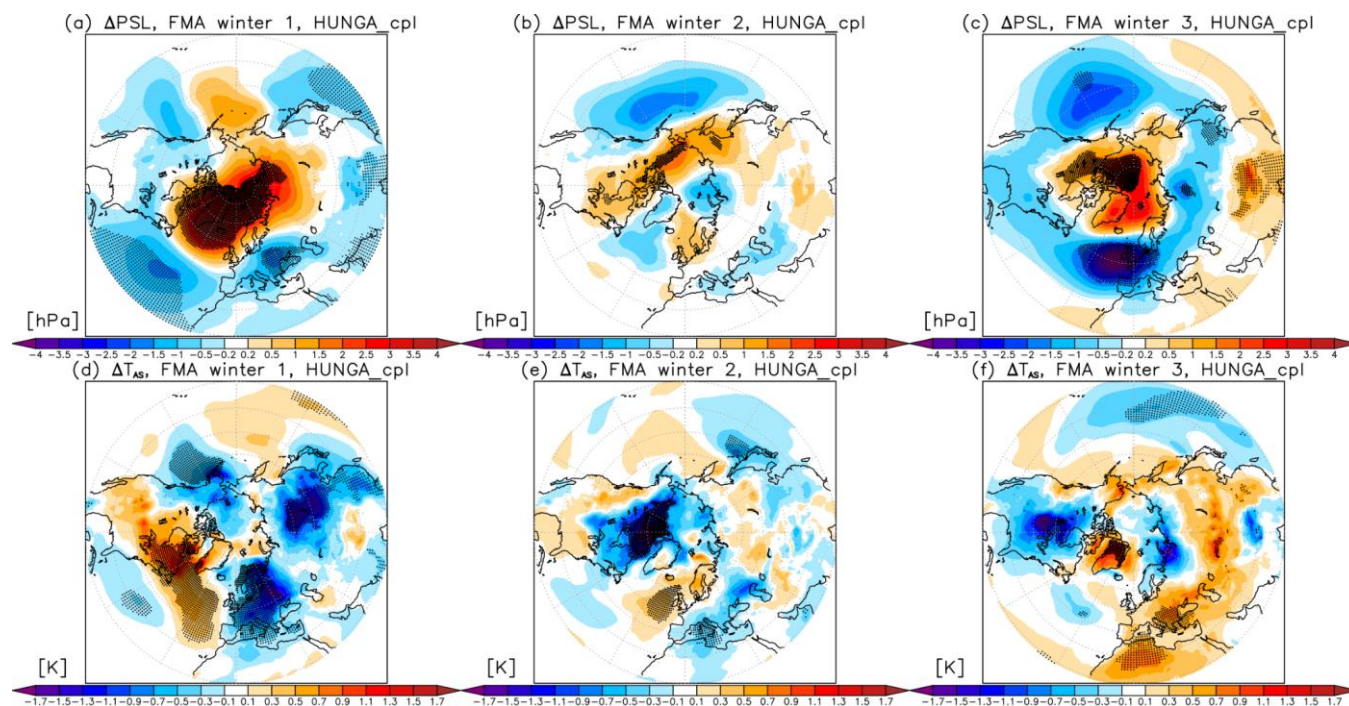 (a) ΔPSL, FMA winter 1, HUNGA_cpl
(b) ΔPSL, FMA winter 2, HUNGA_cpl
(c) ΔPSL, FMA winter 3, HUNGA_cpl
[hPa]
[hPa]
[hPa]
−4 −3.5 −3 −2.5 −2 −1.5 −1 −0.5 −0.2 0.2 0.5 1 1.5 2 2.5 3 3.5 4
−4 −3.5 −3 −2.5 −2 −1.5 −1 −0.5 −0.2 0.2 0.5 1 1.5 2 2.5 3 3.5 4
−4 −3.5 −3 −2.5 −2 −1.5 −1 −0.5 −0.2 0.2 0.5 1 1.5 2 2.5 3 3.5 4
(d) ΔT_AS, FMA winter 1, HUNGA_cpl
(e) ΔT_AS, FMA winter 2, HUNGA_cpl
(f) ΔT_AS, FMA winter 3, HUNGA_cpl
[K]
[K]
[K]
−1.7−1.5−1.3−1.1−0.9−0.7−0.5−0.3−0.1 0.1 0.3 0.5 0.7 0.9 1.1 1.3 1.5 1.7
−1.7−1.5−1.3−1.1−0.9−0.7−0.5−0.3−0.1 0.1 0.3 0.5 0.7 0.9 1.1 1.3 1.5 1.7
−1.7−1.5−1.3−1.1−0.9−0.7−0.5−0.3−0.1 0.1 0.3 0.5 0.7 0.9 1.1 1.3 1.5 1.7